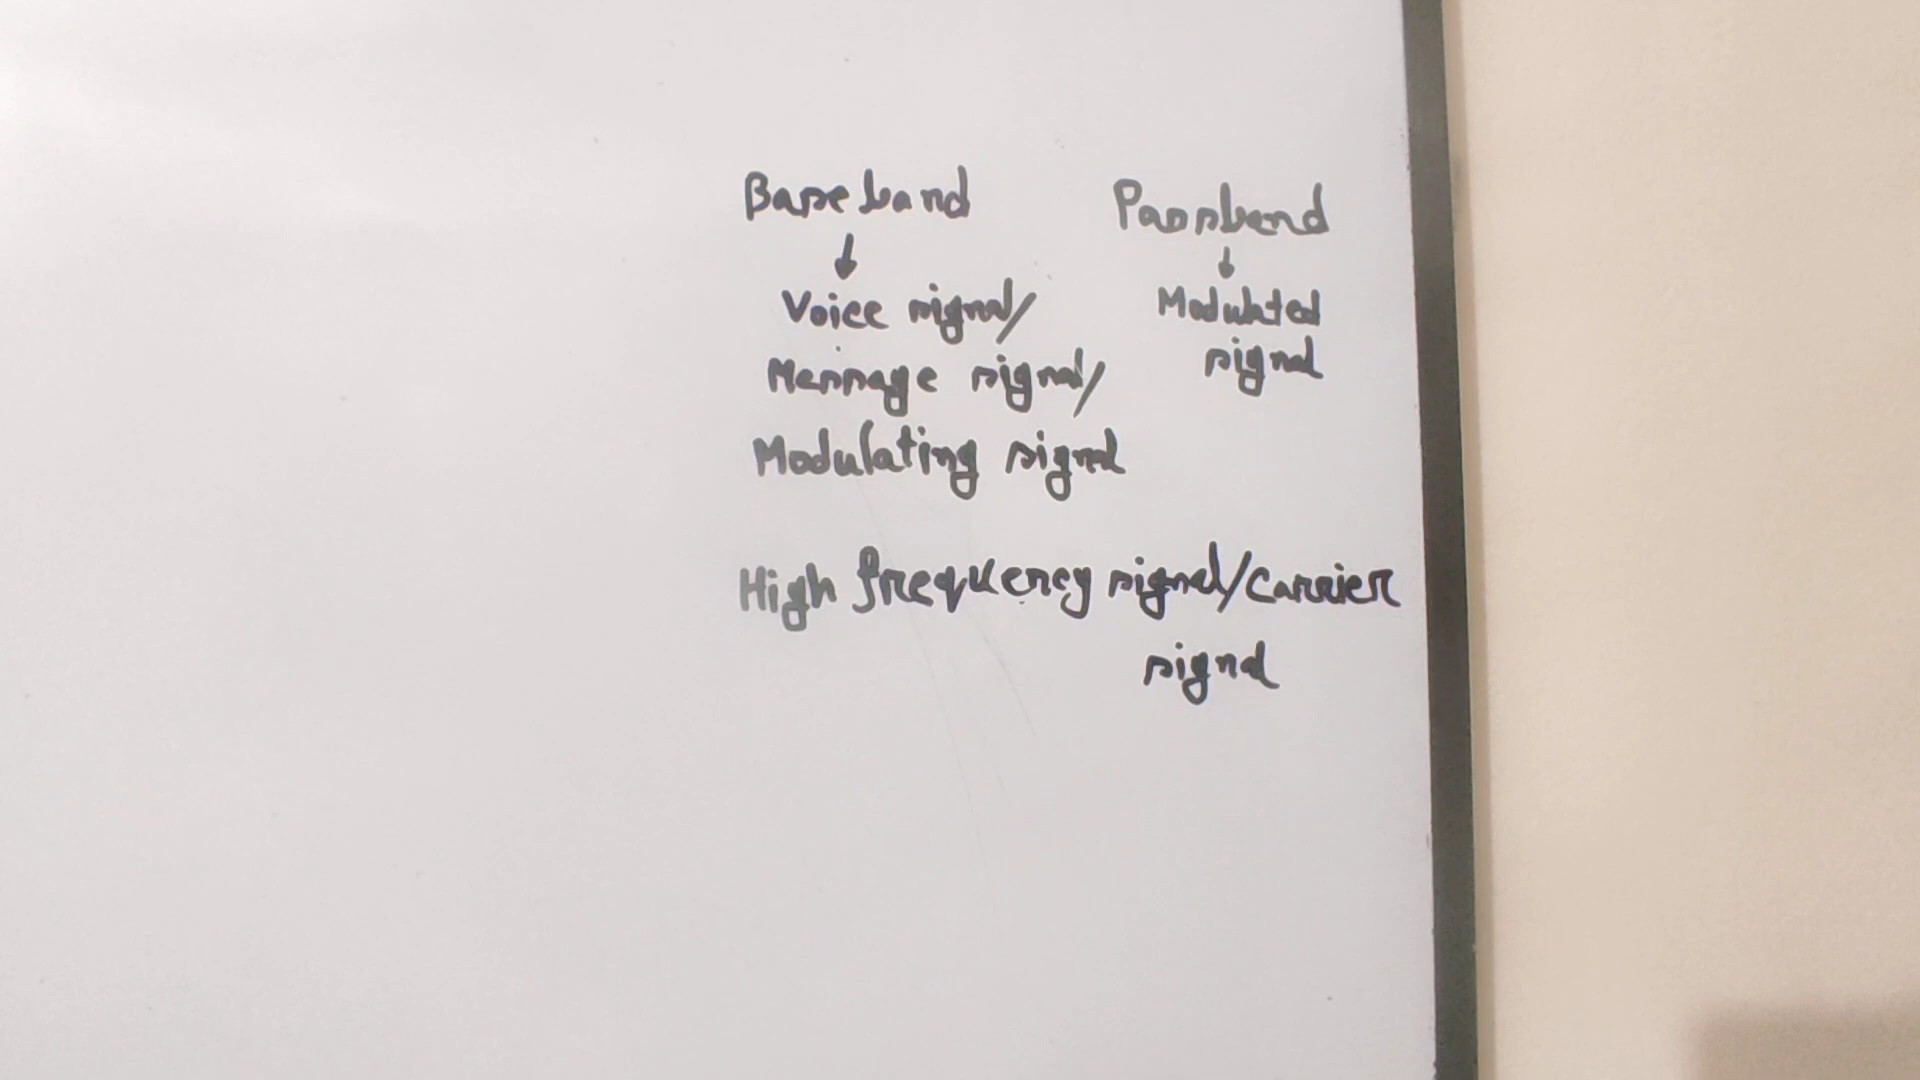 Baseband
↓
Voice signal/
Message signal/
Modulating signal
Passband
↓
Modulated
signal
High frequency signal/carrier
signal